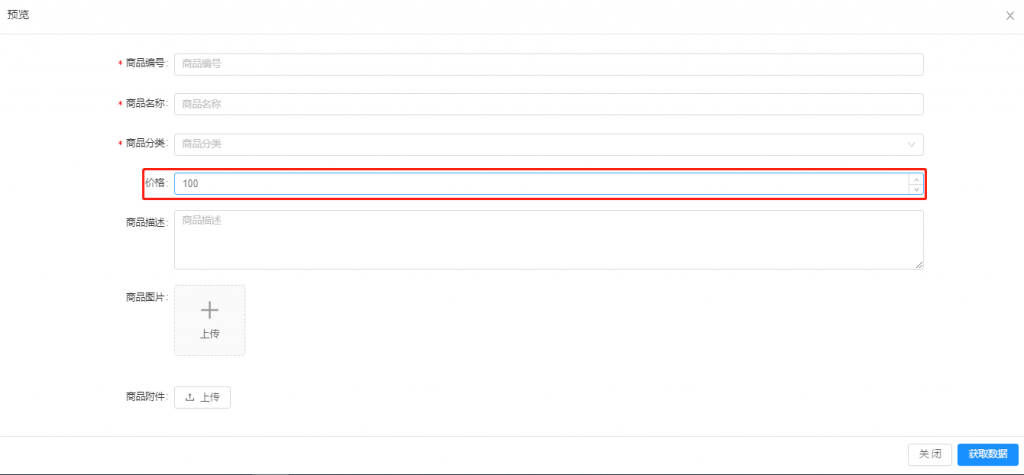 预览
* 商品编号: 商品编号
* 商品名称: 商品名称
* 商品分类: 商品分类
价格: 100
商品描述: 商品描述
商品图片:
上传
商品附件: 上传
关 闭 获取数据